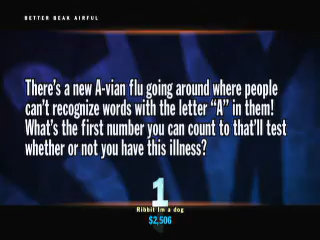 BETTER BEAK AIRFUL
There's a new A-vian flu going around where people
can't recognize words with the letter "A" in them!
What's the first number you can count to that'll test
whether or not you have this illness?
1
Ribbit Im a dog
$2,506